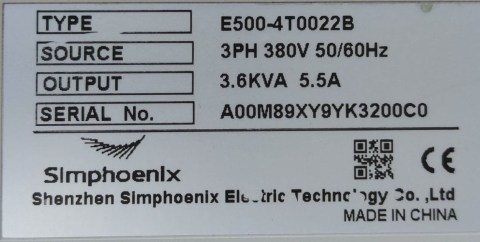 TYPE E500-4T0022B
SOURCE 3PH 380V 50/60Hz
OUTPUT 3.6KVA 5.5A
SERIAL No. A00M89XY9YK3200C0
Simphoenix
CE
Shenzhen Simphoenix Electric Technology Co.,Ltd
MADE IN CHINA